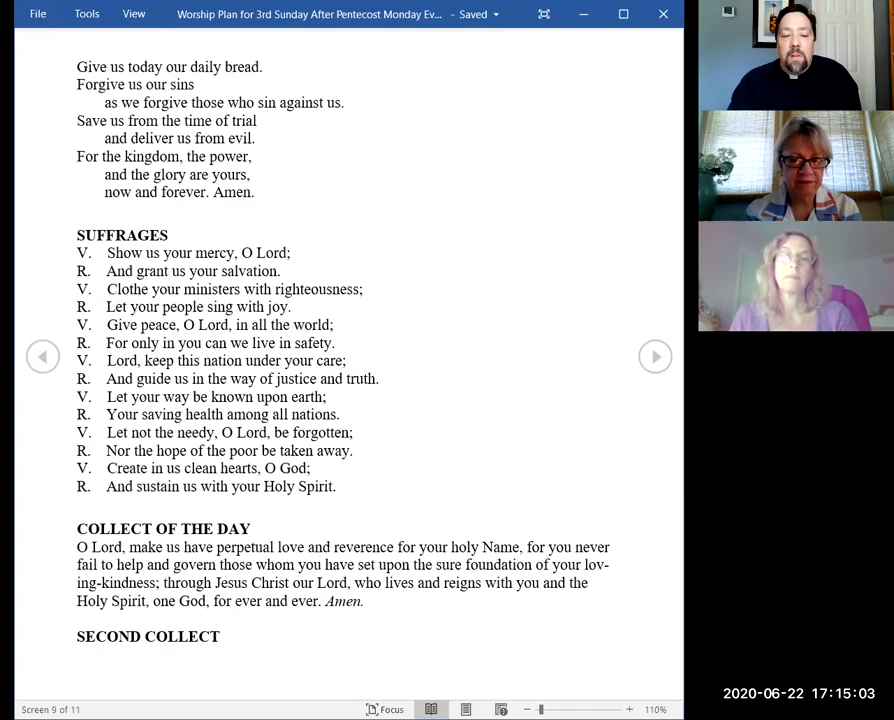 File Tools View Worship Plan for 3rd Sunday After Pentecost Monday Ev... - Saved
Give us today our daily bread.
Forgive us our sins
as we forgive those who sin against us.
Save us from the time of trial
and deliver us from evil.
For the kingdom, the power,
and the glory are yours,
now and forever. Amen.
SUFFRAGES
V. Show us your mercy, O Lord;
R. And grant us your salvation.
V. Clothe your ministers with righteousness;
R. Let your people sing with joy.
V. Give peace, O Lord, in all the world;
R. For only in you can we live in safety.
V. Lord, keep this nation under your care;
R. And guide us in the way of justice and truth.
V. Let your way be known upon earth;
R. Your saving health among all nations.
V. Let not the needy, O Lord, be forgotten;
R. Nor the hope of the poor be taken away.
V. Create in us clean hearts, O God;
R. And sustain us with your Holy Spirit.
COLLECT OF THE DAY
O Lord, make us have perpetual love and reverence for your holy Name, for you never
fail to help and govern those whom you have set upon the sure foundation of your lov-
ing-kindness; through Jesus Christ our Lord, who lives and reigns with you and the
Holy Spirit, one God, for ever and ever. Amen.
SECOND COLLECT
Screen 9 of 11 Focus 110%
2020-06-22 17:15:03